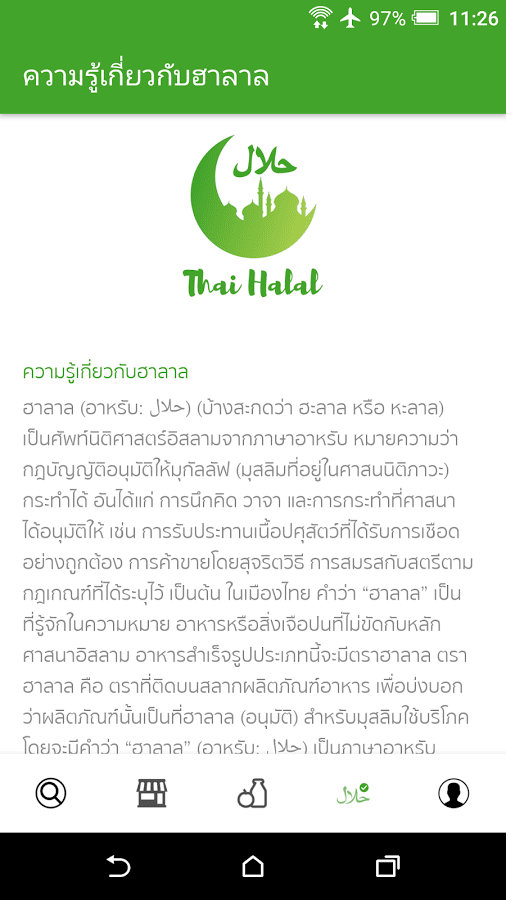 97% 11:26
ความรู้เกี่ยวกับฮาลาล
حلال
Thai Halal
ความรู้เกี่ยวกับฮาลาล
ฮาลาล (อาหรับ: حلال) (บ้างสะกดว่า ฮะลาล หรือ หะลาล)
เป็นศัพท์นิติศาสตร์อิสลามจากภาษาอาหรับ หมายความว่า
กฎบัญญัติอนุมัติให้มุกัลลัฟ (มุสลิมที่อยู่ในศาสนนิติภาวะ)
กระทำได้ อันได้แก่ การนึกคิด วาจา และการกระทำที่ศาสนา
ได้อนุมัติให้ เช่น การรับประทานเนื้อปศุสัตว์ที่ได้รับการเชือด
อย่างถูกต้อง การค้าขายโดยสุจริตวิธี การสมรสกับสตรีตาม
กฎเกณฑ์ที่ได้ระบุไว้ เป็นต้น ในเมืองไทย คำว่า “ฮาลาล” เป็น
ที่รู้จักในความหมาย อาหารหรือสิ่งเจือปนที่ไม่ขัดกับหลัก
ศาสนาอิสลาม อาหารสำเร็จรูปประเภทนี้จะมีตราฮาลาล ตรา
ฮาลาล คือ ตราที่ติดบนสลากผลิตภัณฑ์อาหาร เพื่อบ่งบอก
ว่าผลิตภัณฑ์นั้นเป็นที่ฮาลาล (อนุมัติ) สำหรับมุสลิมใช้บริโภค
โดยจะมีคำว่า “ฮาลาล” (อาหรับ: حلال) เป็นภาษาอาหรับ
حلال